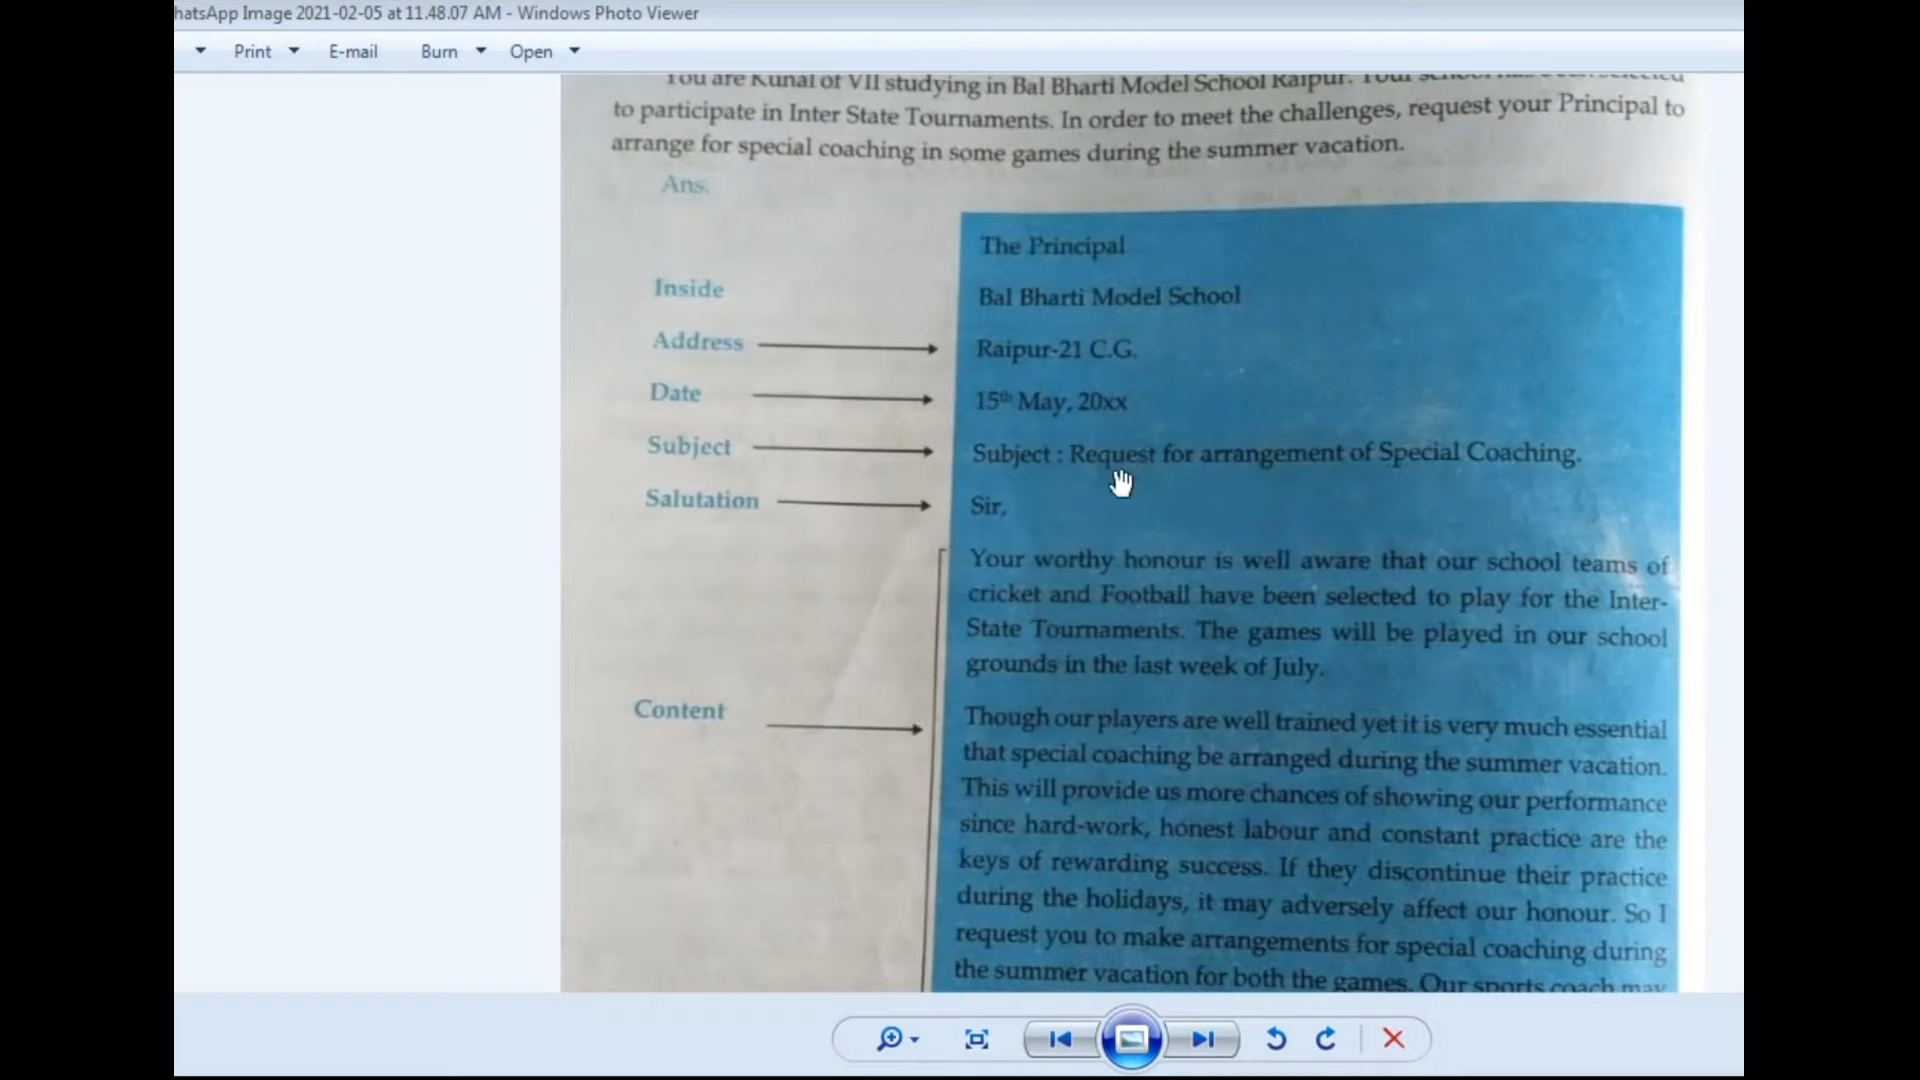 hatsApp Image 2021-02-05 at 11.48.07 AM - Windows Photo Viewer
Print E-mail Burn Open
You are Kunal of VII studying in Bal Bharti Model School Raipur. Your school has been selected
to participate in Inter State Tournaments. In order to meet the challenges, request your Principal to
arrange for special coaching in some games during the summer vacation.
Ans.
The Principal
Inside Bal Bharti Model School
Address Raipur-21 C.G.
Date 15th May, 20xx
Subject Subject : Request for arrangement of Special Coaching.
Salutation Sir,
Your worthy honour is well aware that our school teams of
cricket and Football have been selected to play for the Inter-
State Tournaments. The games will be played in our school
grounds in the last week of July.
Content
Though our players are well trained yet it is very much essential
that special coaching be arranged during the summer vacation.
This will provide us more chances of showing our performance
since hard-work, honest labour and constant practice are the
keys of rewarding success. If they discontinue their practice
during the holidays, it may adversely affect our honour. So I
request you to make arrangements for special coaching during
the summer vacation for both the games. Our sports coach may